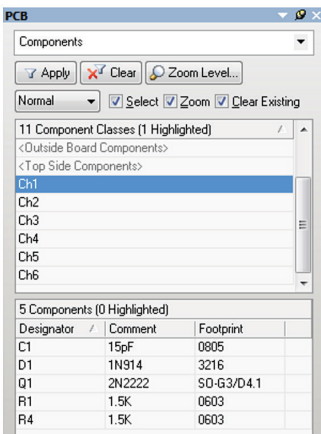 PCB
Components
Apply Clear Zoom Level...
Normal Select Zoom Clear Existing
11 Component Classes (1 Highlighted)
<Outside Board Components>
<Top Side Components>
Ch1
Ch2
Ch3
Ch4
Ch5
Ch6
5 Components (0 Highlighted)
Designator Comment Footprint
C1 15pF 0805
D1 1N914 3216
Q1 2N2222 SO-G3/D4.1
R1 1.5K 0603
R4 1.5K 0603